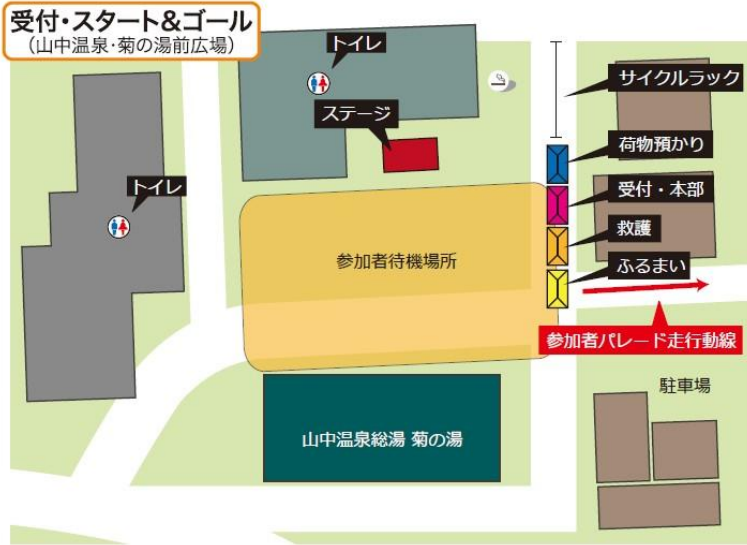 受付・スタート&ゴール
（山中温泉・菊の湯前広場）
トイレ
サイクルラック
ステージ
荷物預かり
トイレ
受付・本部
救護
参加者待機場所
ふるまい
参加者パレード走行動線
駐車場
山中温泉総湯 菊の湯